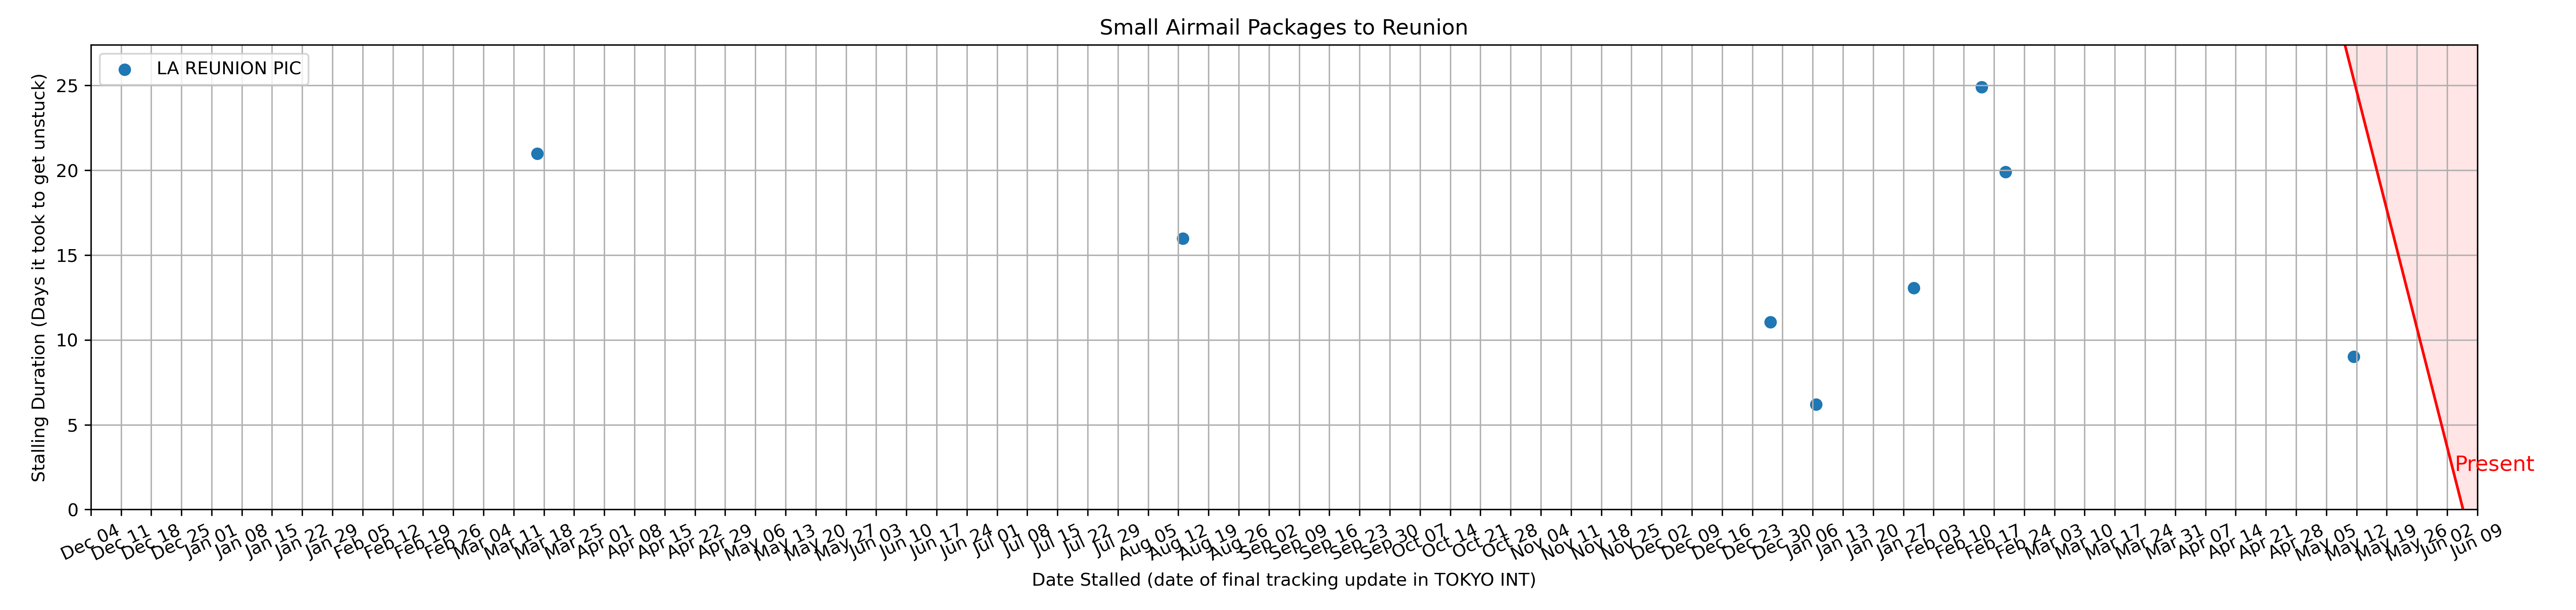 Small Airmail Packages to Reunion
LA REUNION PIC
Stalling Duration (Days it took to get unstuck)
25
20
15
10
5
0
Present
Dec 04
Dec 11
Dec 18
Dec 25
Jan 01
Jan 08
Jan 15
Jan 22
Jan 29
Feb 05
Feb 12
Feb 19
Feb 26
Mar 04
Mar 11
Mar 18
Mar 25
Apr 01
Apr 08
Apr 15
Apr 22
Apr 29
May 06
May 13
May 20
May 27
Jun 03
Jun 10
Jun 17
Jun 24
Jul 01
Jul 08
Jul 15
Jul 22
Jul 29
Aug 05
Aug 12
Aug 19
Aug 26
Sep 02
Sep 09
Sep 16
Sep 23
Sep 30
Oct 07
Oct 14
Oct 21
Oct 28
Nov 04
Nov 11
Nov 18
Nov 25
Dec 02
Dec 09
Dec 16
Dec 23
Dec 30
Jan 06
Jan 13
Jan 20
Jan 27
Feb 03
Feb 10
Feb 17
Feb 24
Mar 03
Mar 10
Mar 17
Mar 24
Mar 31
Apr 07
Apr 14
Apr 21
Apr 28
May 05
May 12
May 19
May 26
Jun 02
Jun 09
Date Stalled (date of final tracking update in TOKYO INT)